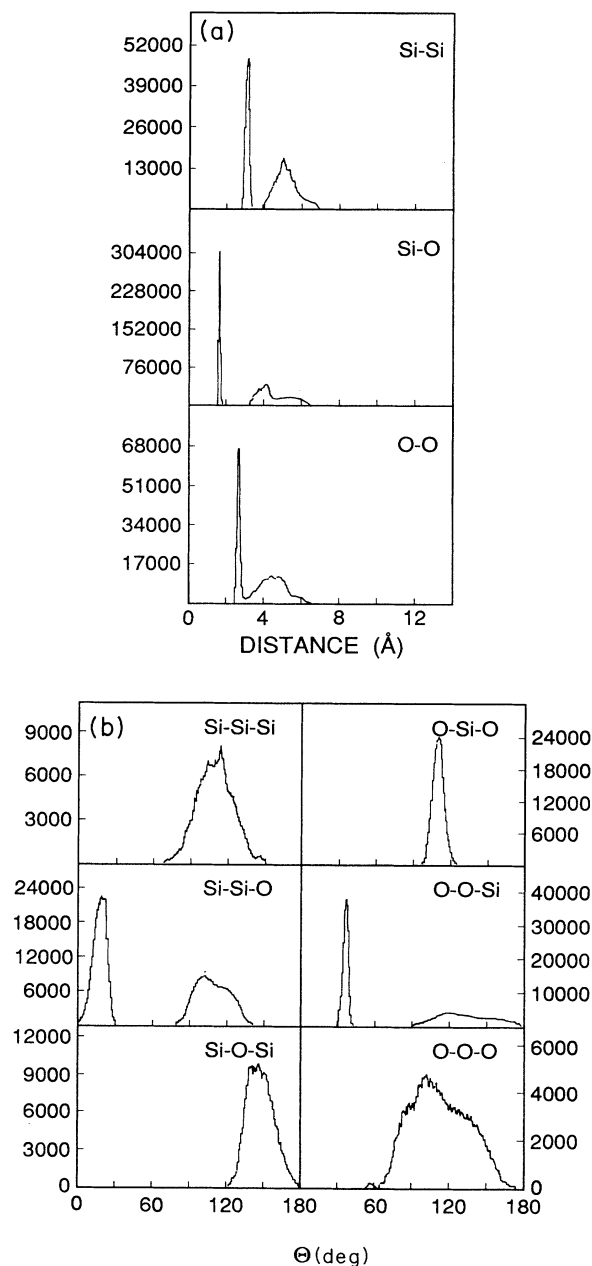 (a)
Si-Si
52000
39000
26000
13000
Si-O
304000
228000
152000
76000
O-O
68000
51000
34000
17000
0 4 8 12
DISTANCE (Å)
(b)
Si-Si-Si
9000
6000
3000
O-Si-O
24000
18000
12000
6000
Si-Si-O
24000
18000
12000
6000
O-O-Si
40000
30000
20000
10000
Si-O-Si
12000
9000
6000
3000
0
O-O-O
6000
4000
2000
0
0 60 120 0 60 120 180
Θ(deg)